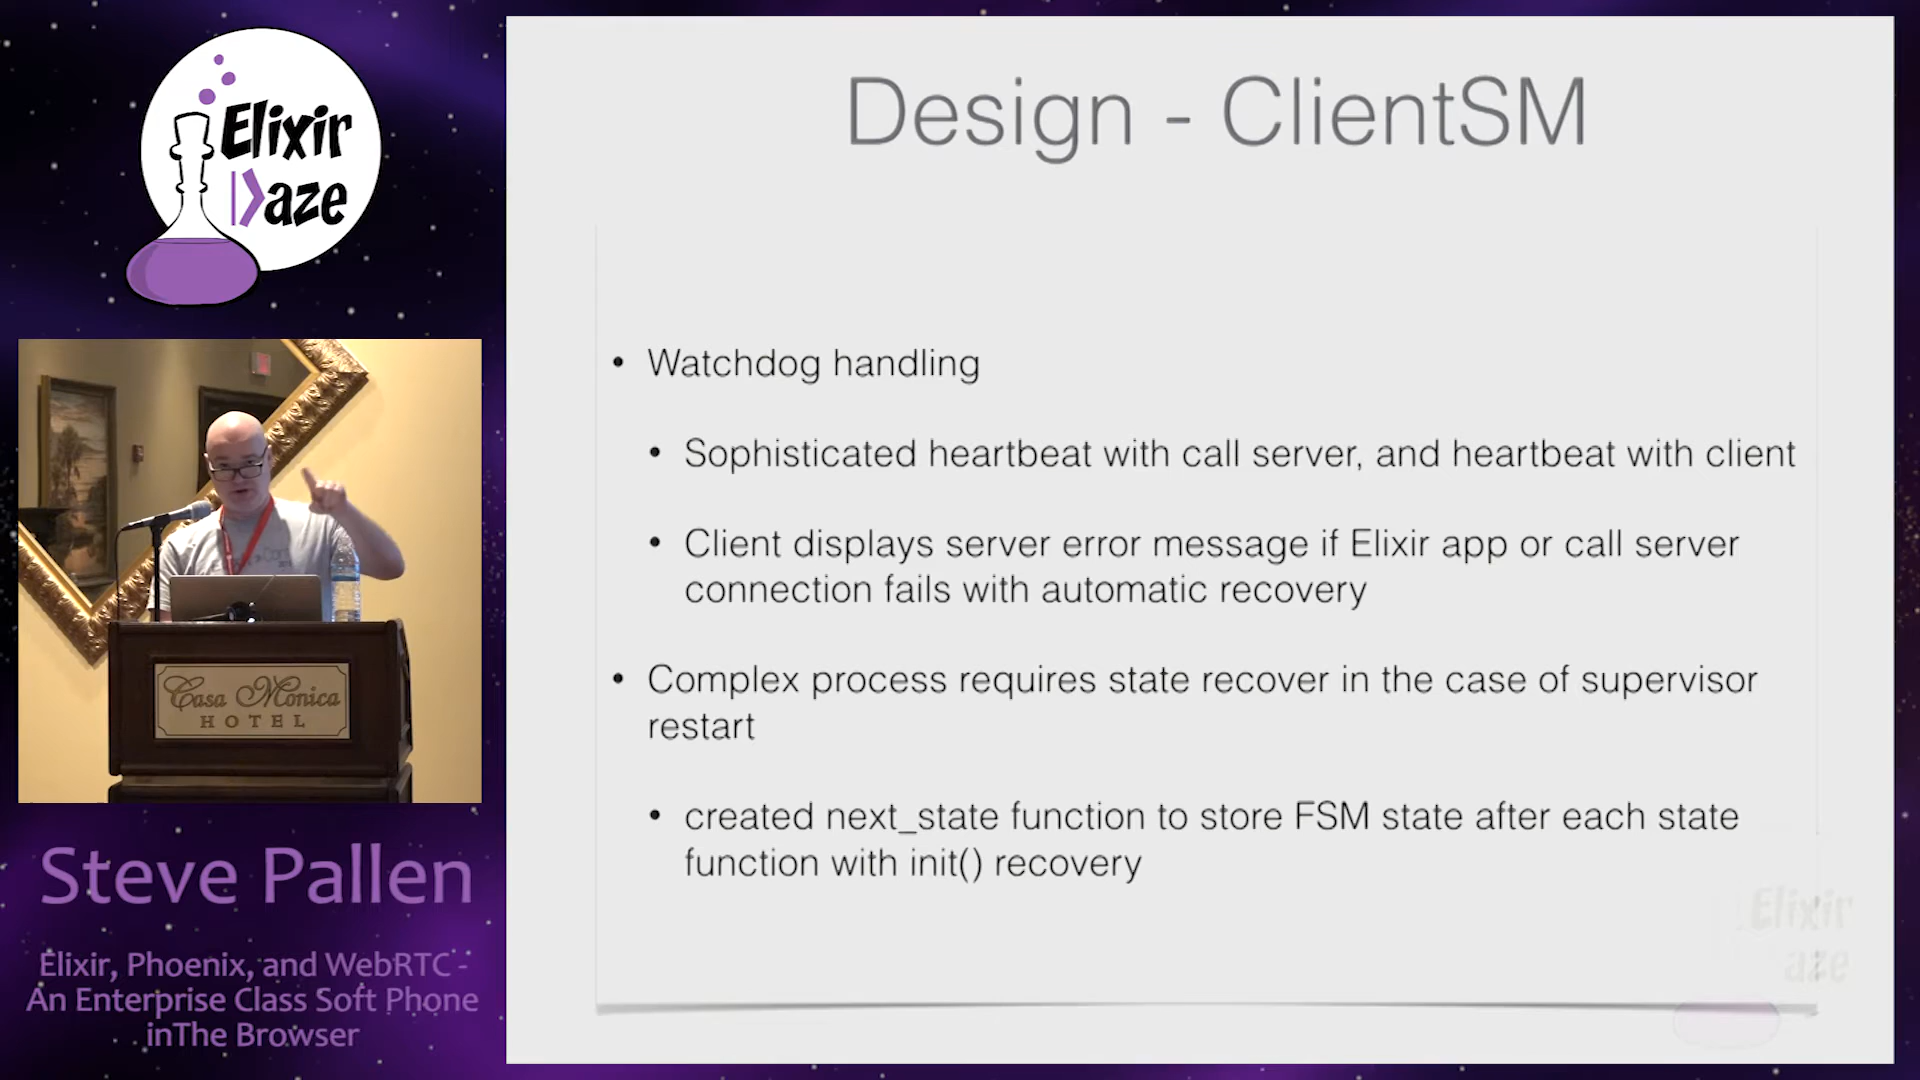 Elixir
Daze
Casa Monica
HOTEL
Steve Pallen
Elixir, Phoenix, and WebRTC -
An Enterprise Class Soft Phone
inThe Browser
Design - ClientSM
• Watchdog handling
• Sophisticated heartbeat with call server, and heartbeat with client
• Client displays server error message if Elixir app or call server
connection fails with automatic recovery
• Complex process requires state recover in the case of supervisor
restart
• created next_state function to store FSM state after each state
function with init() recovery
Elixir
aze